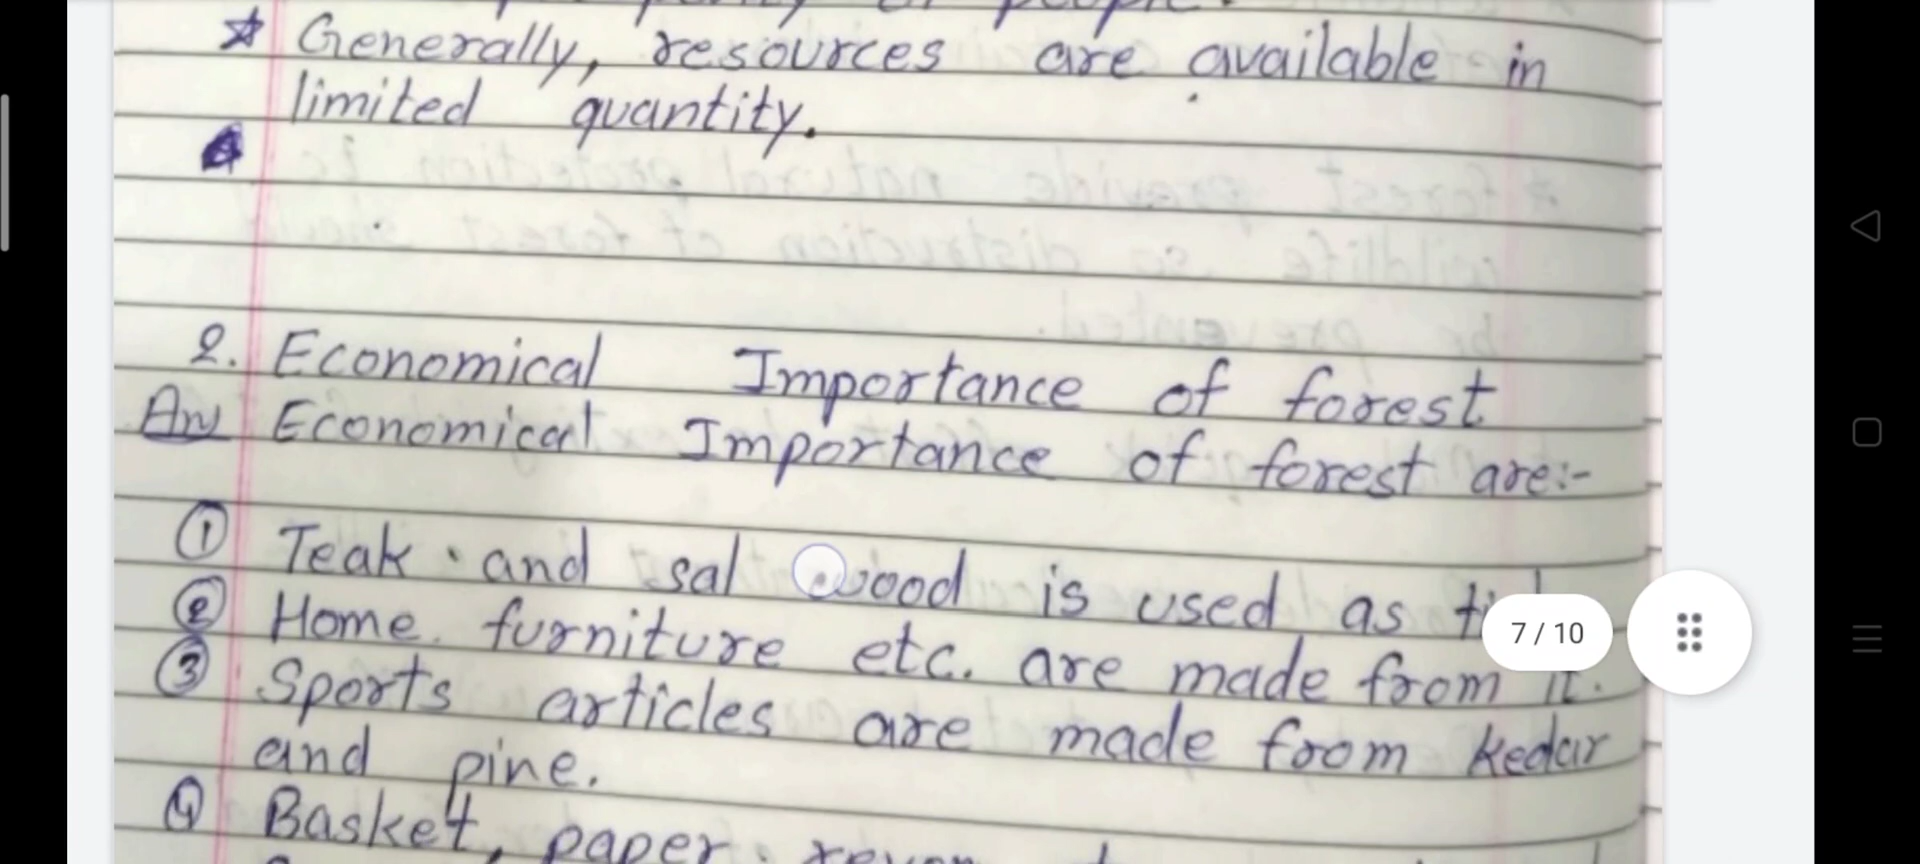 people.
☆ Generally, resources are available in
limited quantity.
2. Economical Importance of forest
Ans Economical Importance of forest are:-
① Teak and sal wood is used as
② Home furniture etc. are made from it.
③ Sports articles are made from kedar
and pine.
④ Basket, paper,
7 / 10